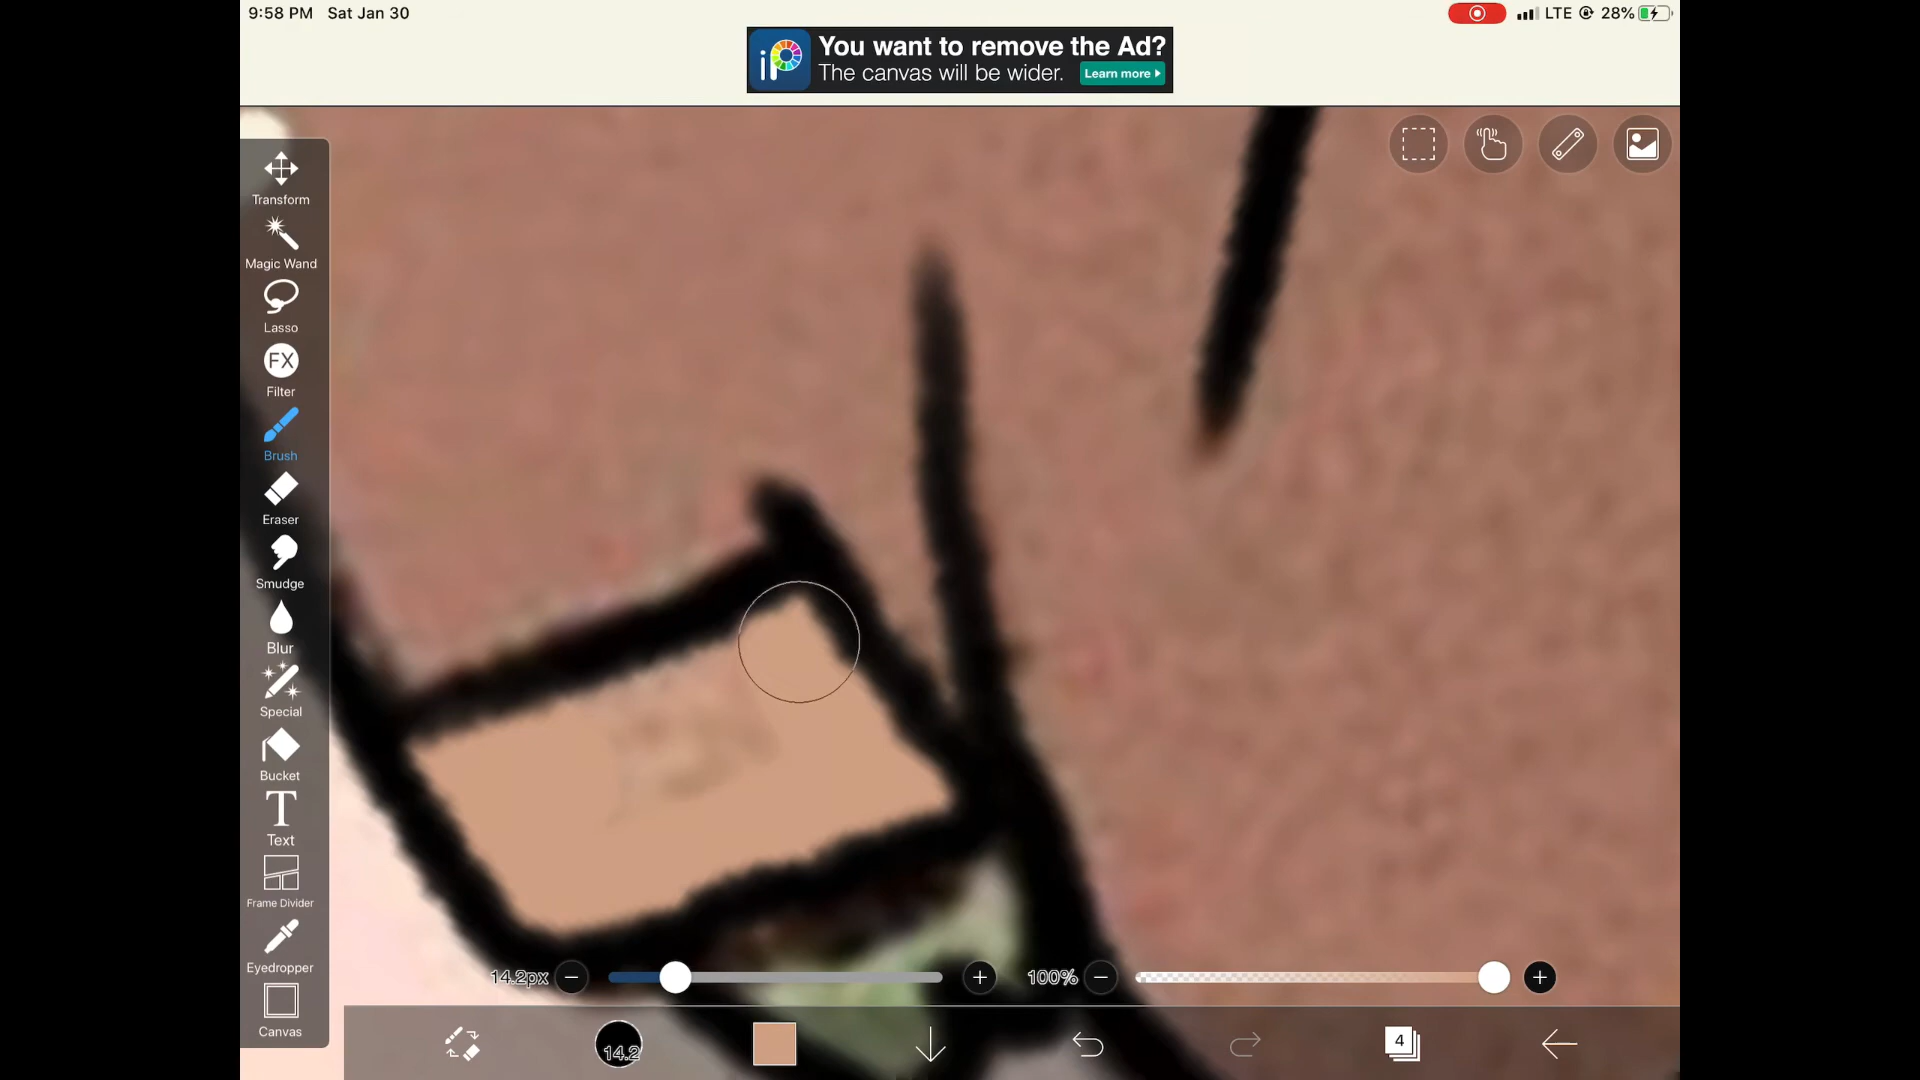 9:58 PM Sat Jan 30
LTE 28%
iP
You want to remove the Ad?
The canvas will be wider. Learn more
Transform
Magic Wand
Lasso
FX
Filter
Brush
Eraser
Smudge
Blur
Special
Bucket
T
Text
Frame Divider
Eyedropper
Canvas
14.2px
100%
14.2
4